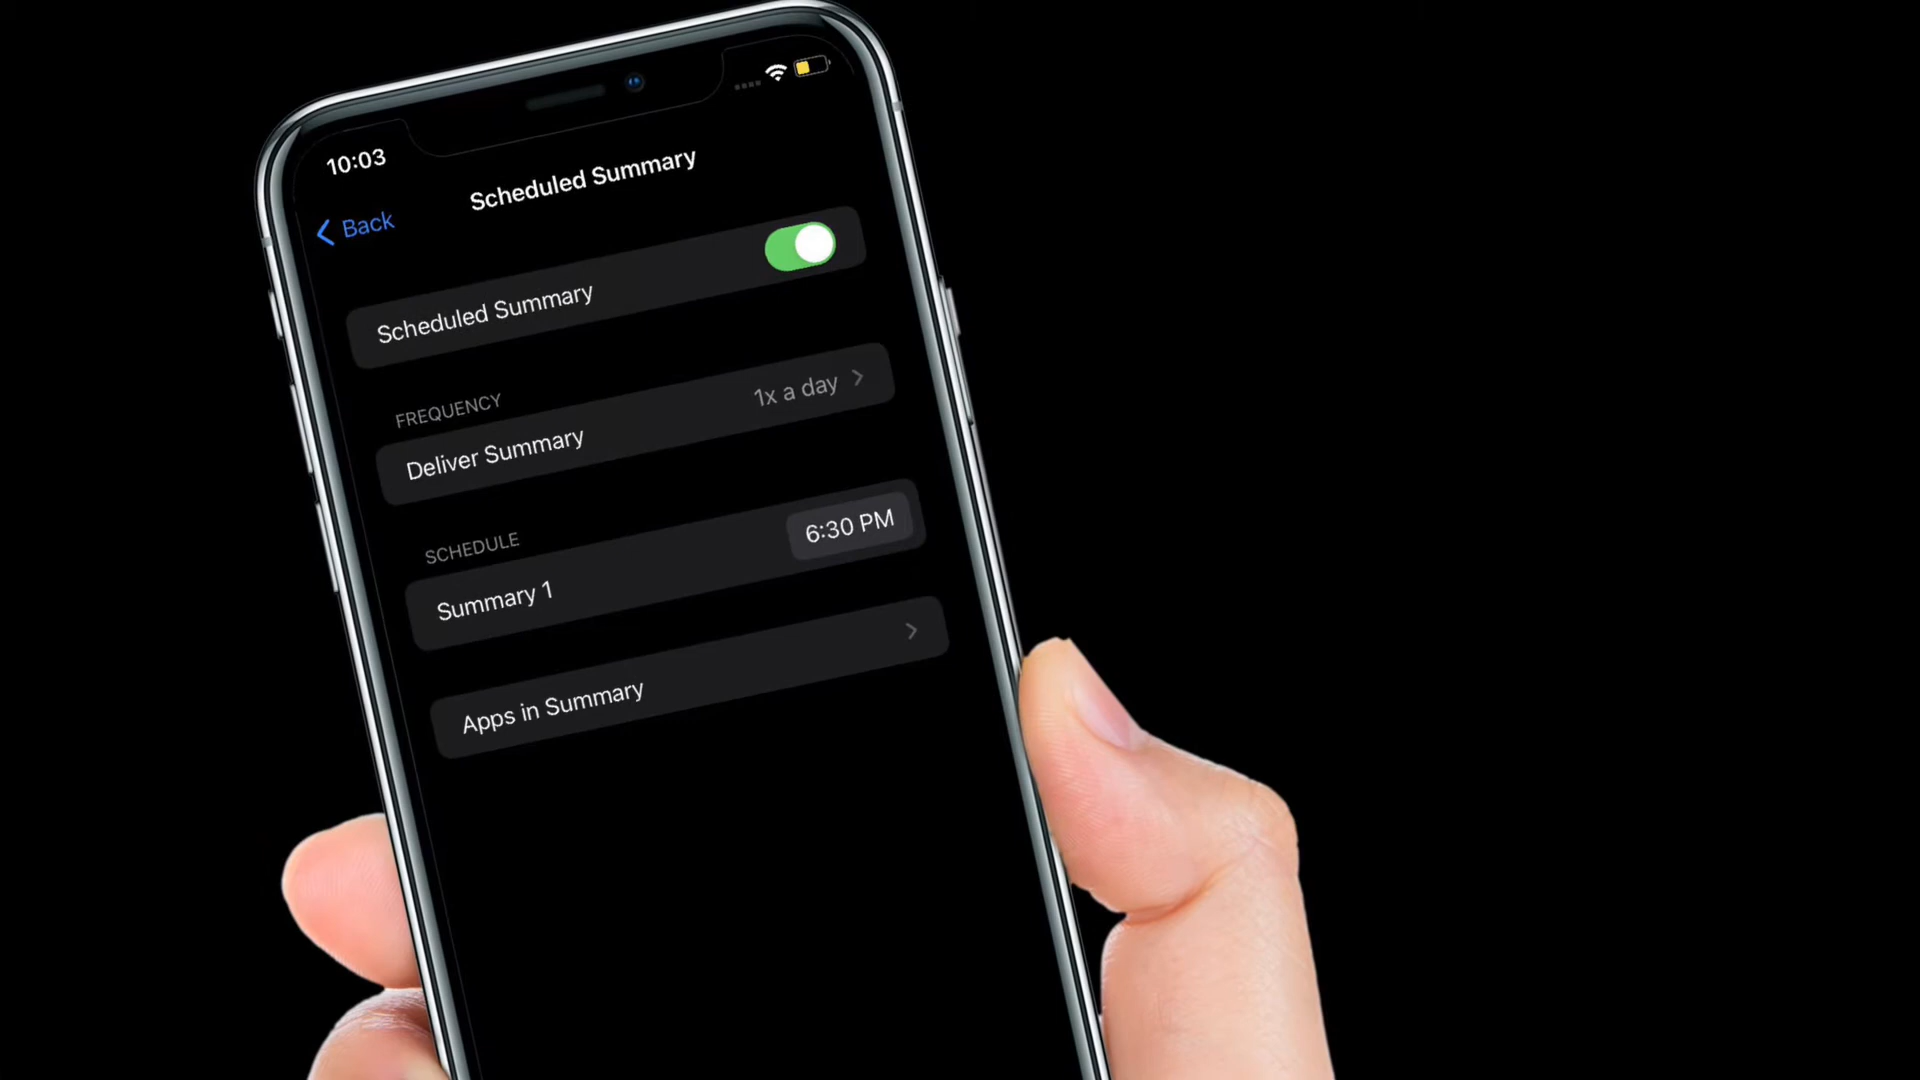 10:03
Back
Scheduled Summary
Scheduled Summary
FREQUENCY
Deliver Summary 1x a day
SCHEDULE
Summary 1 6:30 PM
Apps in Summary